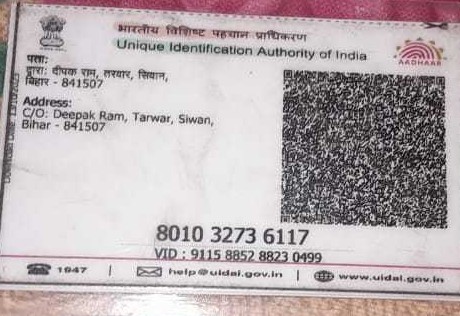 भारतीय विशिष्ट पहचान प्राधिकरण
Unique Identification Authority of India
AADHAAR
पता:
द्वारा: दीपक राम, तरवार, सिवान,
बिहार - 841507
Address:
C/O: Deepak Ram, Tarwar, Siwan,
Bihar - 841507
8010 3273 6117
VID : 9115 8852 8823 0499
1947 | help@uidai.gov.in | www.uidai.gov.in